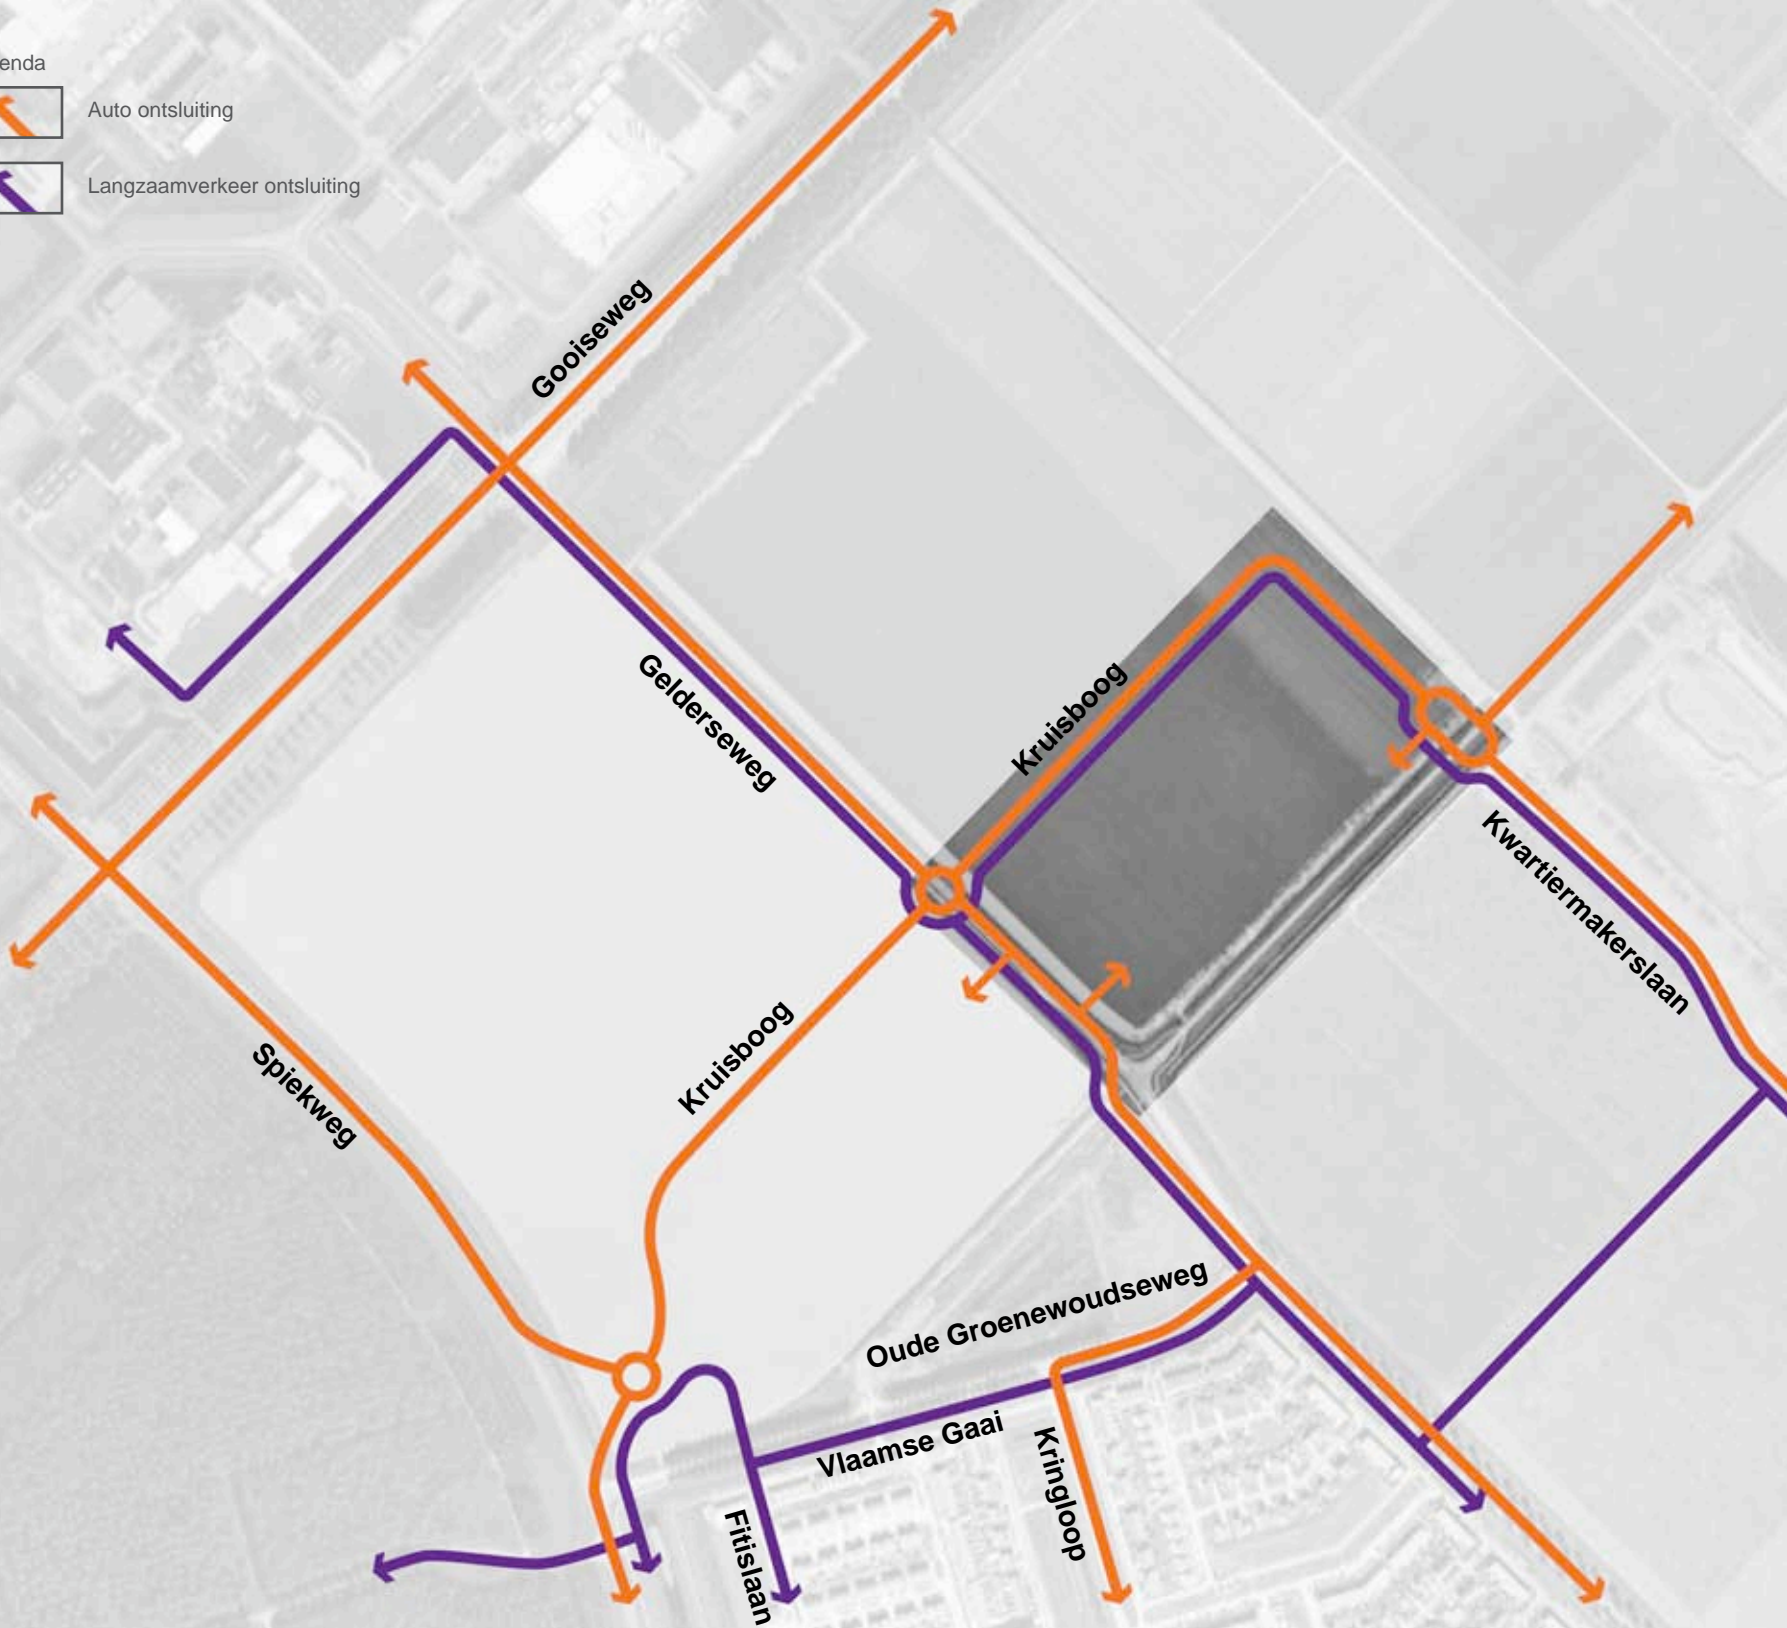 enda
Auto ontsluiting
Langzaamverkeer ontsluiting
Gooiseweg
Gelderseweg
Kruisboog
Kwartiermakerslaan
Kruisboog
Spiekweg
Oude Groenewoudseweg
Vlaamse Gaai
Kringloop
Fitislaan